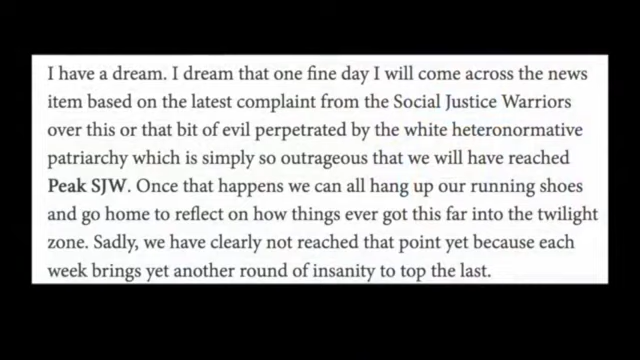 I have a dream. I dream that one fine day I will come across the news
item based on the latest complaint from the Social Justice Warriors
over this or that bit of evil perpetrated by the white heteronormative
patriarchy which is simply so outrageous that we will have reached
Peak SJW. Once that happens we can all hang up our running shoes
and go home to reflect on how things ever got this far into the twilight
zone. Sadly, we have clearly not reached that point yet because each
week brings yet another round of insanity to top the last.